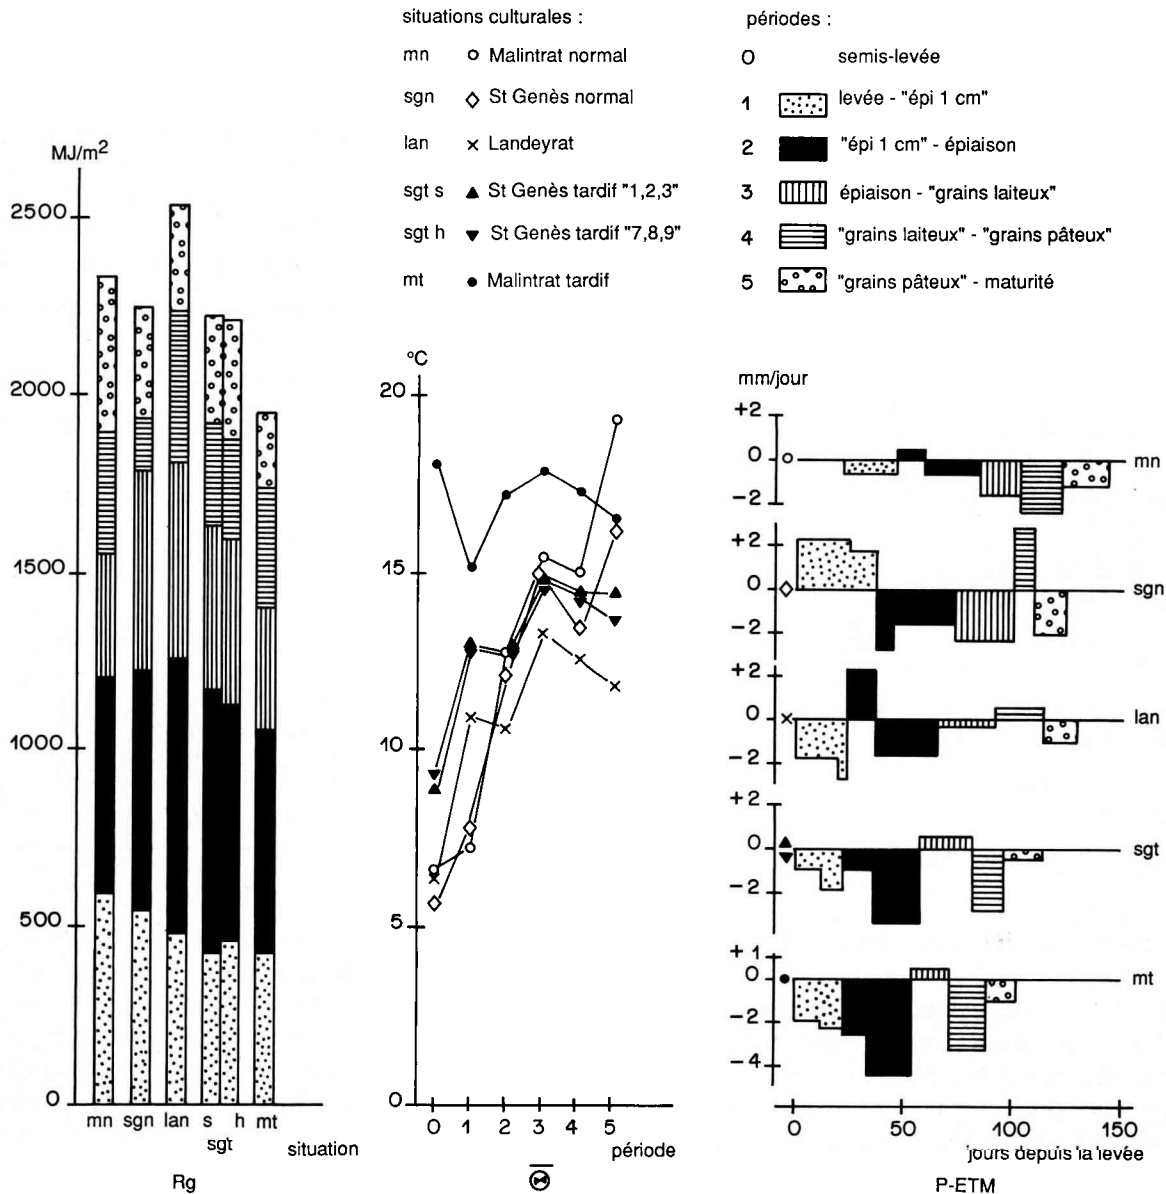 situations culturales :
mn Malintrat normal
sgn St Genès normal
lan Landeyrat
sgt s St Genès tardif "1,2,3"
sgt h St Genès tardif "7,8,9"
mt Malintrat tardif
périodes :
0 semis-levée
1 levée - "épi 1 cm"
2 "épi 1 cm" - épiaison
3 épiaison - "grains laiteux"
4 "grains laiteux" - "grains pâteux"
5 "grains pâteux" - maturité
MJ/m2
2500
2000
1500
1000
500
0
mn sgn lan s h mt
sgt situation
Rg
°C
20
15
10
5
0
0 1 2 3 4 5
période
Θ
mm/jour
+2
0 mn
−2
+2
0 sgn
−2
+2
0 lan
−2
+2
0 sgt
−2
+ 1
0 mt
−2
−4
0 50 100 150
jours depuis la levée
P-ETM